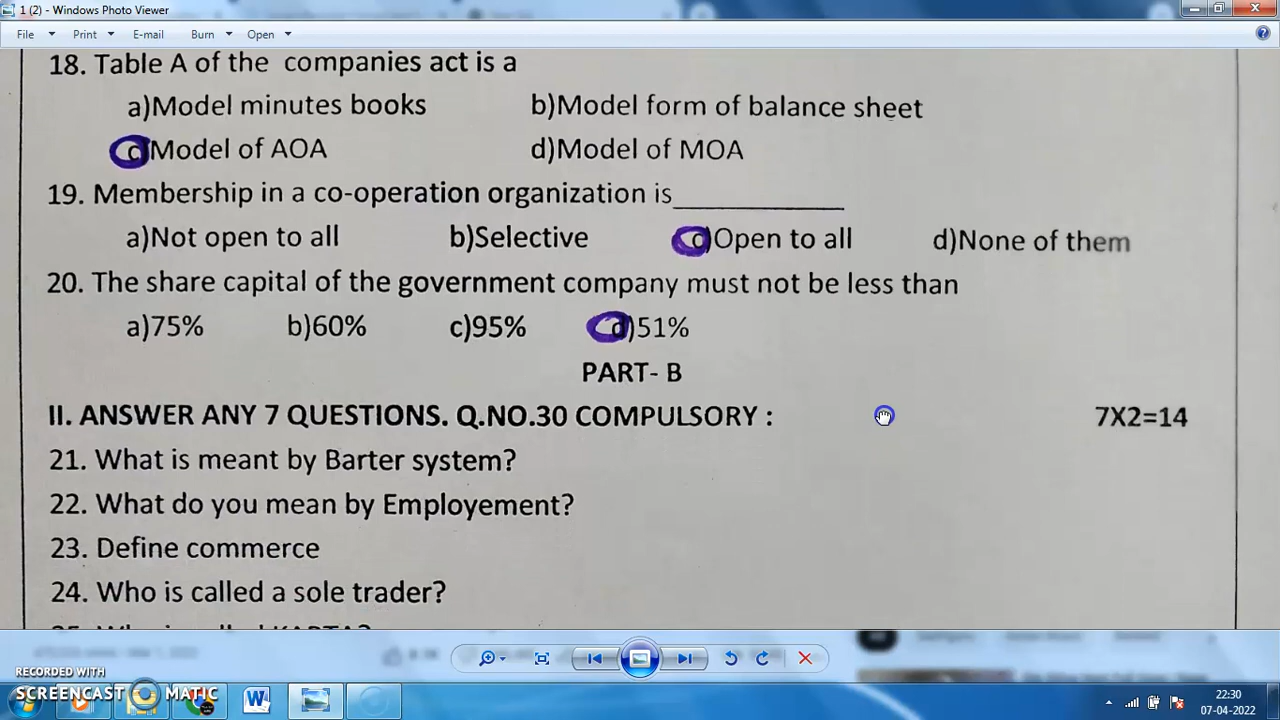 1 (2) - Windows Photo Viewer
File Print E-mail Burn Open
18. Table A of the companies act is a
a)Model minutes books b)Model form of balance sheet
c)Model of AOA d)Model of MOA
19. Membership in a co-operation organization is____________
a)Not open to all b)Selective c)Open to all d)None of them
20. The share capital of the government company must not be less than
a)75% b)60% c)95% d)51%
PART- B
II. ANSWER ANY 7 QUESTIONS. Q.NO.30 COMPULSORY : 7X2=14
21. What is meant by Barter system?
22. What do you mean by Employement?
23. Define commerce
24. Who is called a sole trader?
25. Who is called KARTA?
RECORDED WITH
SCREENCAST MATIC
22:30
07-04-2022